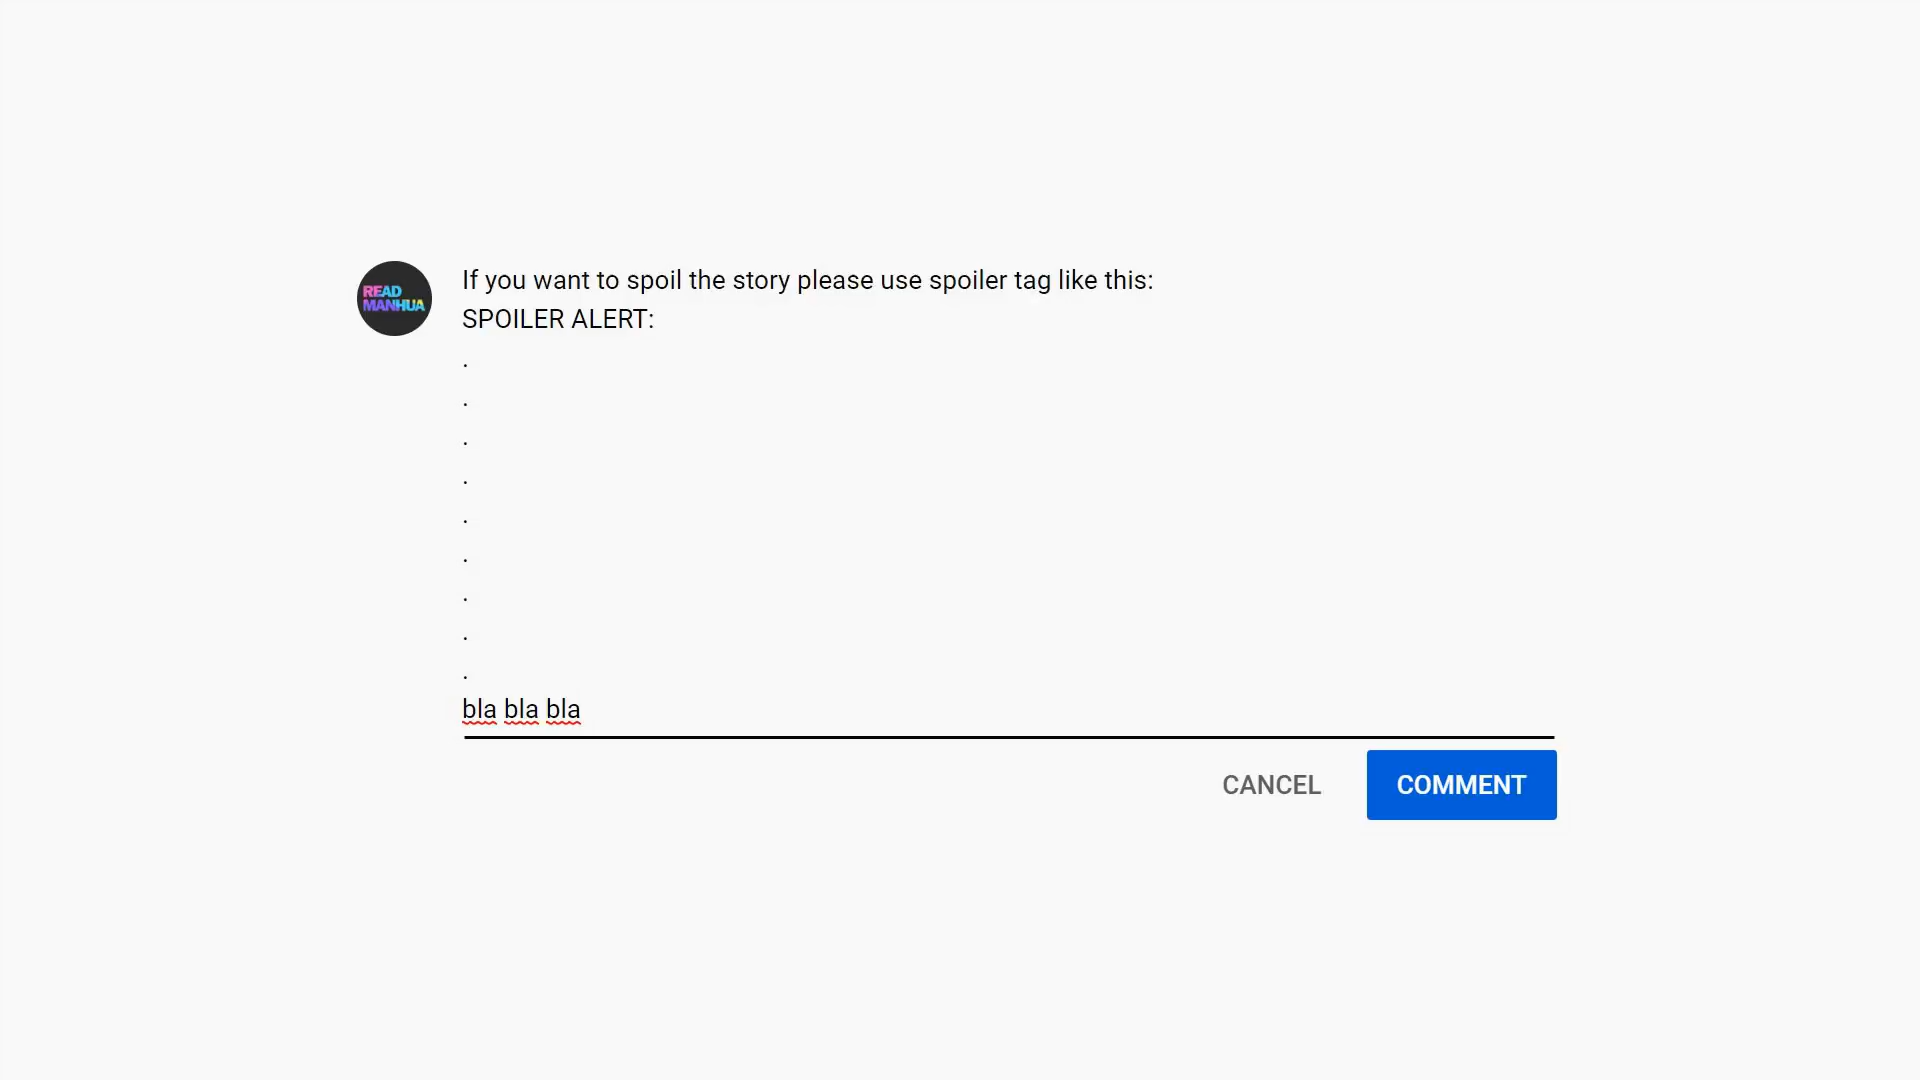 READ
MANHUA
If you want to spoil the story please use spoiler tag like this:
SPOILER ALERT:
.
.
.
.
.
.
.
.
.
bla bla bla
CANCEL
COMMENT